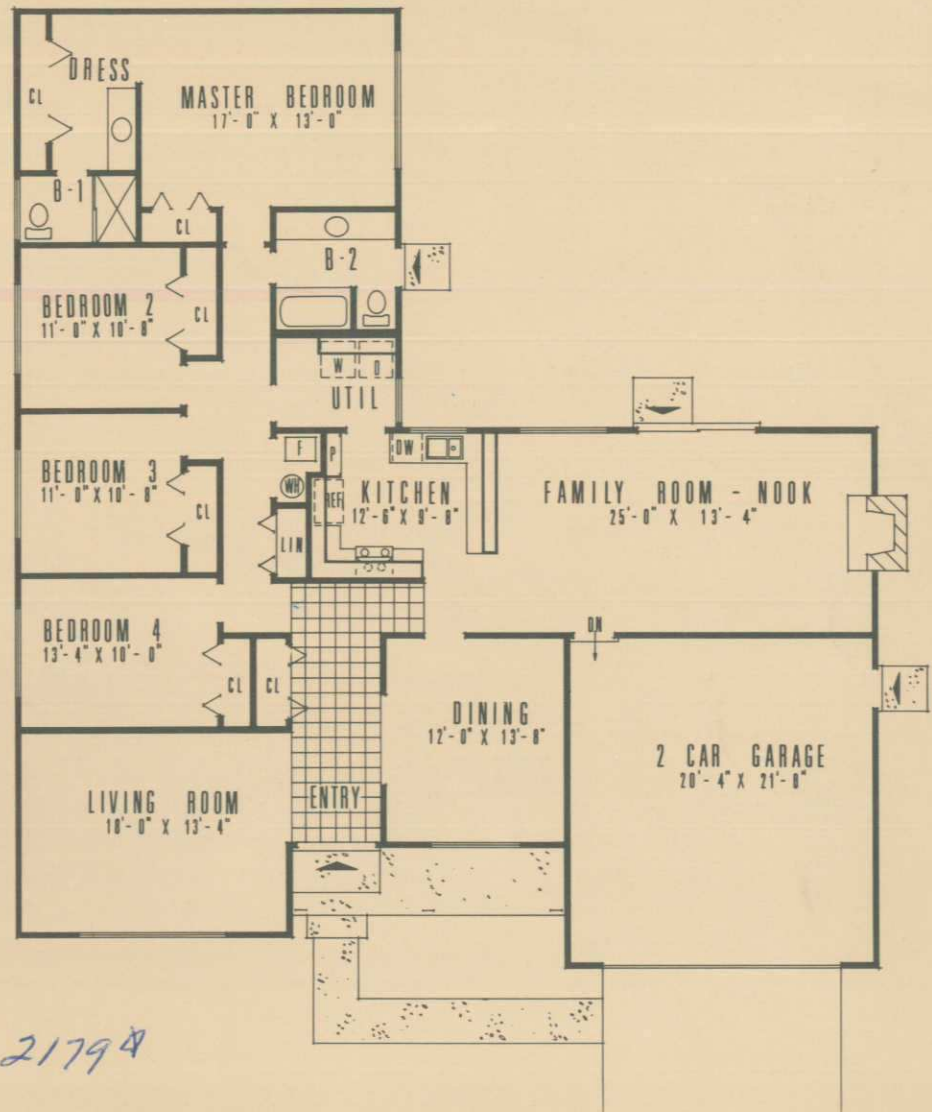 DRESS
CL
MASTER BEDROOM
17'-0" X 13'-0"
B-1
CL
B-2
BEDROOM 2
11'-0" X 10'-8"
CL
W D
UTIL
BEDROOM 3
11'-0" X 10'-8"
CL
F
P
DW
WH
REF
KITCHEN
12'-6" X 9'-8"
LIN
FAMILY ROOM - NOOK
25'-0" X 13'-4"
BEDROOM 4
13'-4" X 10'-0"
CL
CL
DN
DINING
12'-0" X 13'-8"
2 CAR GARAGE
20'-4" X 21'-8"
LIVING ROOM
18'-0" X 13'-4"
ENTRY
2179